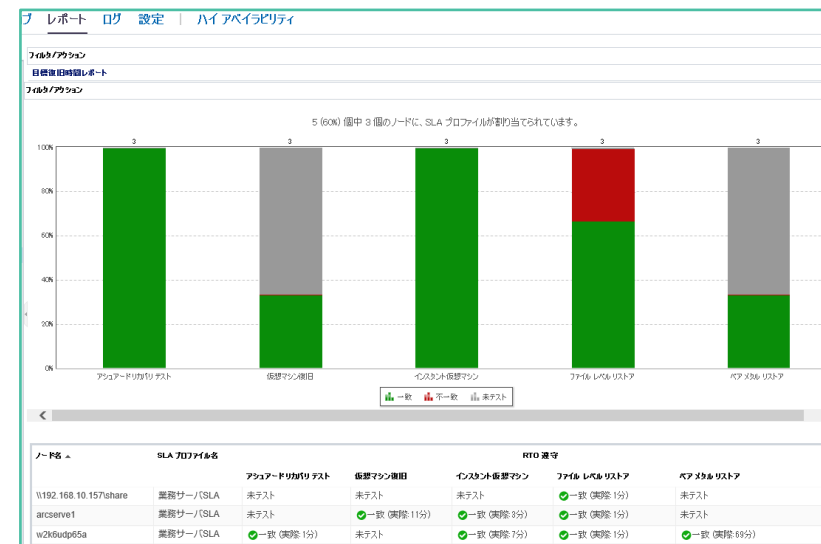 ブ レポート ログ 設定 | ハイ アベイラビリティ
フィルタ/アクション
目標復旧時間レポート
フィルタ/アクション
5 (60%) 個中 3 個のノードに、SLA プロファイルが割り当てられています。
3 3 3 3 3
100%
80%
60%
40%
20%
0%
アシュアードリカバリ テスト 仮想マシン復旧 インスタント仮想マシン ファイル レベル リストア ベア メタル リストア
一致 不一致 未テスト
ノード名 SLA プロファイル名 RTO 遵守
アシュアードリカバリ テスト 仮想マシン復旧 インスタント仮想マシン ファイル レベル リストア ベア メタル リストア
\\192.168.10.157\share 業務サーバSLA 未テスト 未テスト 未テスト 一致 (実際:1分) 未テスト
arcserve1 業務サーバSLA 未テスト 一致 (実際:11分) 一致 (実際:3分) 一致 (実際:1分) 未テスト
w2k6udp65a 業務サーバSLA 一致 (実際:1分) 未テスト 一致 (実際:7分) 一致 (実際:1分) 一致 (実際:69分)